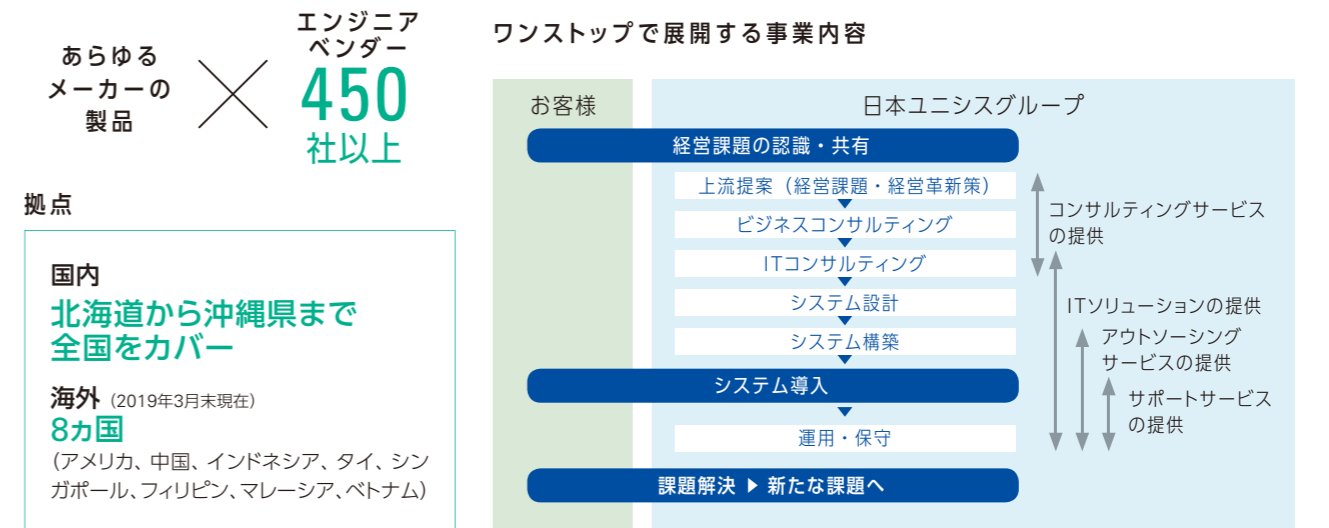 あらゆる
メーカーの
製品
エンジニア
ベンダー
450
社以上
拠点
国内
北海道から沖縄県まで
全国をカバー
海外 (2019年3月末現在)
8ヵ国
(アメリカ、中国、インドネシア、タイ、シン
ガポール、フィリピン、マレーシア、ベトナム)
ワンストップで展開する事業内容
お客様
日本ユニシスグループ
経営課題の認識・共有
上流提案（経営課題・経営革新策）
ビジネスコンサルティング
ITコンサルティング
システム設計
システム構築
システム導入
運用・保守
課題解決 ▶ 新たな課題へ
コンサルティングサービス
の提供
ITソリューションの提供
アウトソーシング
サービスの提供
サポートサービス
の提供